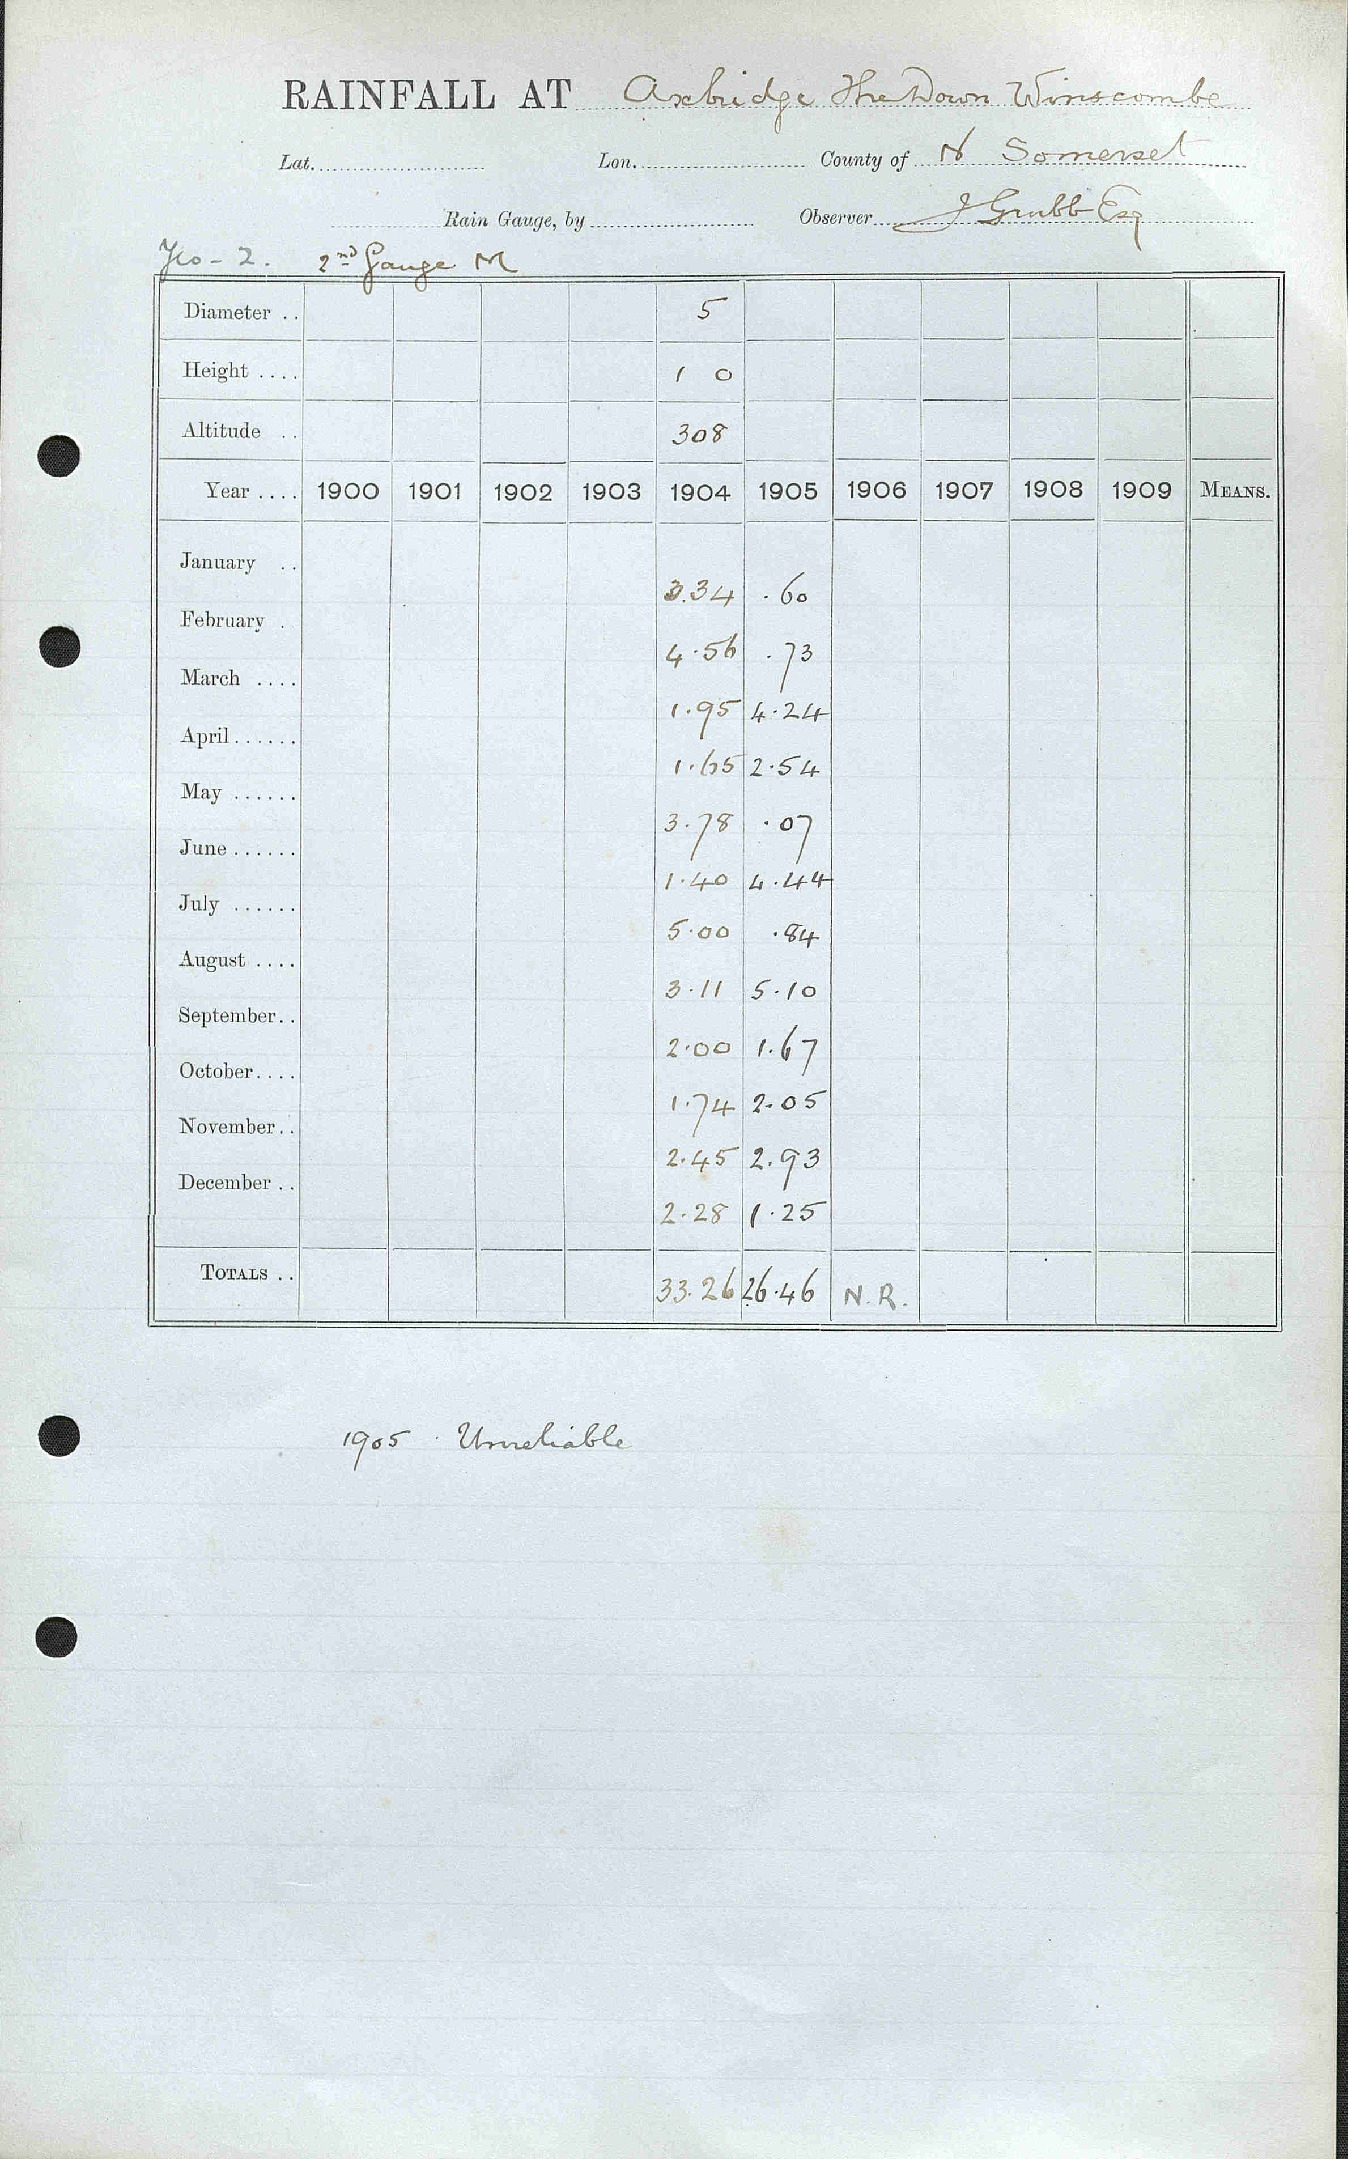 RAINFALL AT Axbridge The Down Winscombe
Lat. Lon. County of N Somerset
Rain Gauge, by Observer J Grubb Esq
Yeo - 2. 2nd Gauge M
Diameter .. 5
Height .... 1 0
Altitude .. 308
Year .... 1900 1901 1902 1903 1904 1905 1906 1907 1908 1909 MEANS.
January .. 3.34 .60
February . 4.56 .73
March .... 1.95 4.24
April...... 1.65 2.54
May ...... 3.78 .07
June...... 1.40 4.44
July ...... 5.00 .84
August .... 3.11 5.10
September.. 2.00 1.67
October.... 1.74 2.05
November.. 2.45 2.93
December .. 2.28 1.25
TOTALS .. 33.26 26.46 N.R.
1905 . Unreliable